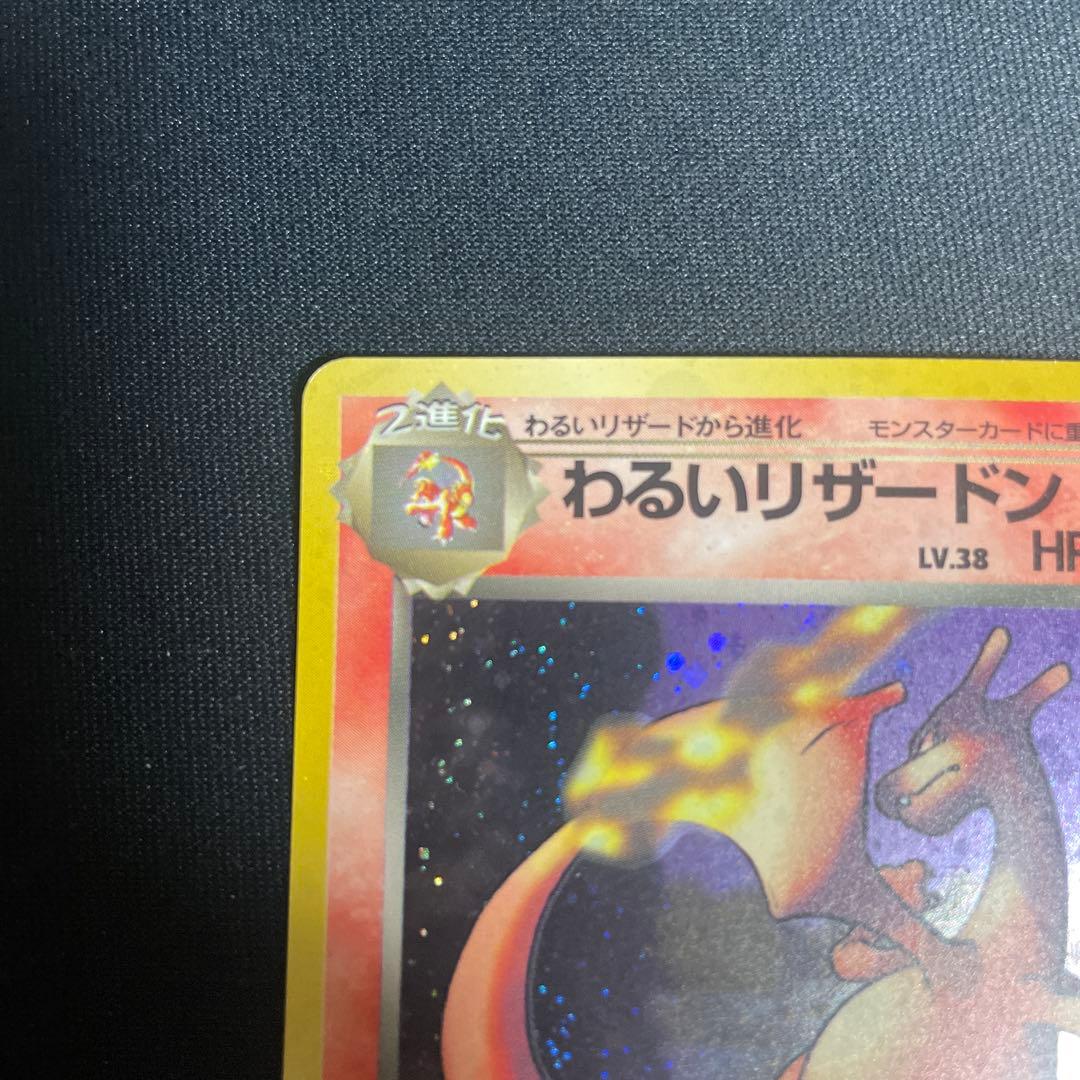 2進化
わるいリザードから進化
モンスターカードに重
わるいリザードン
LV.38 HP